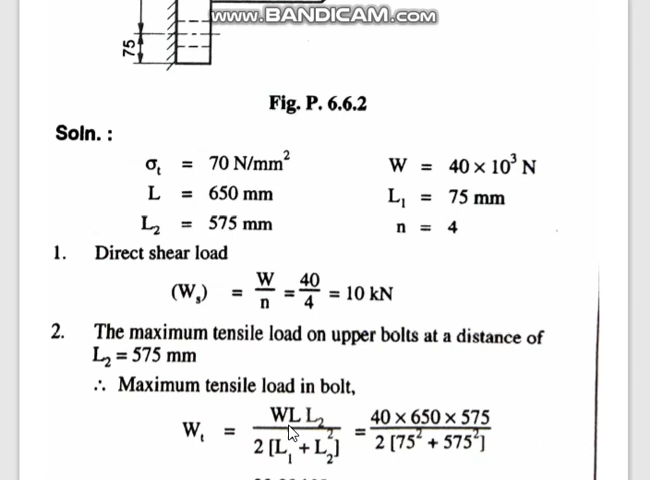 www.BANDICAM.com
75
Fig. P. 6.6.2
Soln. :
σt = 70 N/mm² W = 40 × 10³ N
L = 650 mm L₁ = 75 mm
L₂ = 575 mm n = 4
1. Direct shear load
(Wₛ) = W/n = 40/4 = 10 kN
2. The maximum tensile load on upper bolts at a distance of
L₂ = 575 mm
∴ Maximum tensile load in bolt,
Wₜ = WL L₂ / 2 [L₁² + L₂²] = 40 × 650 × 575 / 2 [75² + 575²]